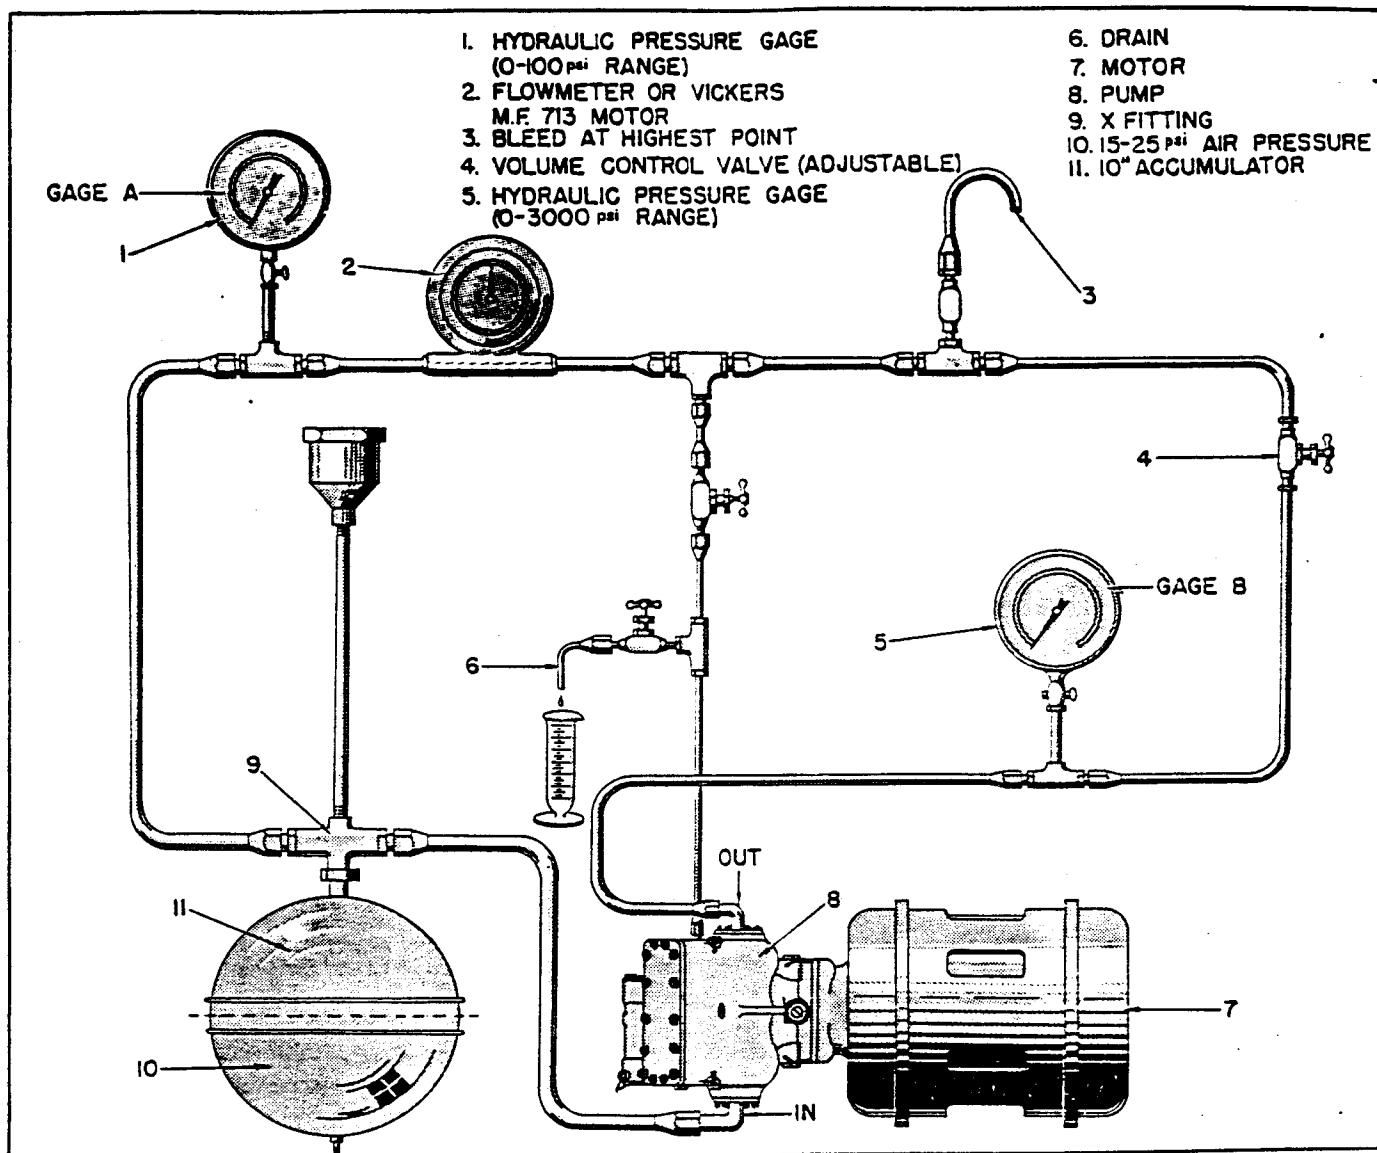 1. HYDRAULIC PRESSURE GAGE
(0-100 psi RANGE)
2. FLOWMETER OR VICKERS
M.F. 713 MOTOR
3. BLEED AT HIGHEST POINT
4. VOLUME CONTROL VALVE (ADJUSTABLE)
5. HYDRAULIC PRESSURE GAGE
(0-3000 psi RANGE)
6. DRAIN
7. MOTOR
8. PUMP
9. X FITTING
10. 15-25 psi AIR PRESSURE
11. 10" ACCUMULATOR
GAGE A
1
2
3
4
GAGE 8
5
6
9
OUT
8
11
7
10
IN